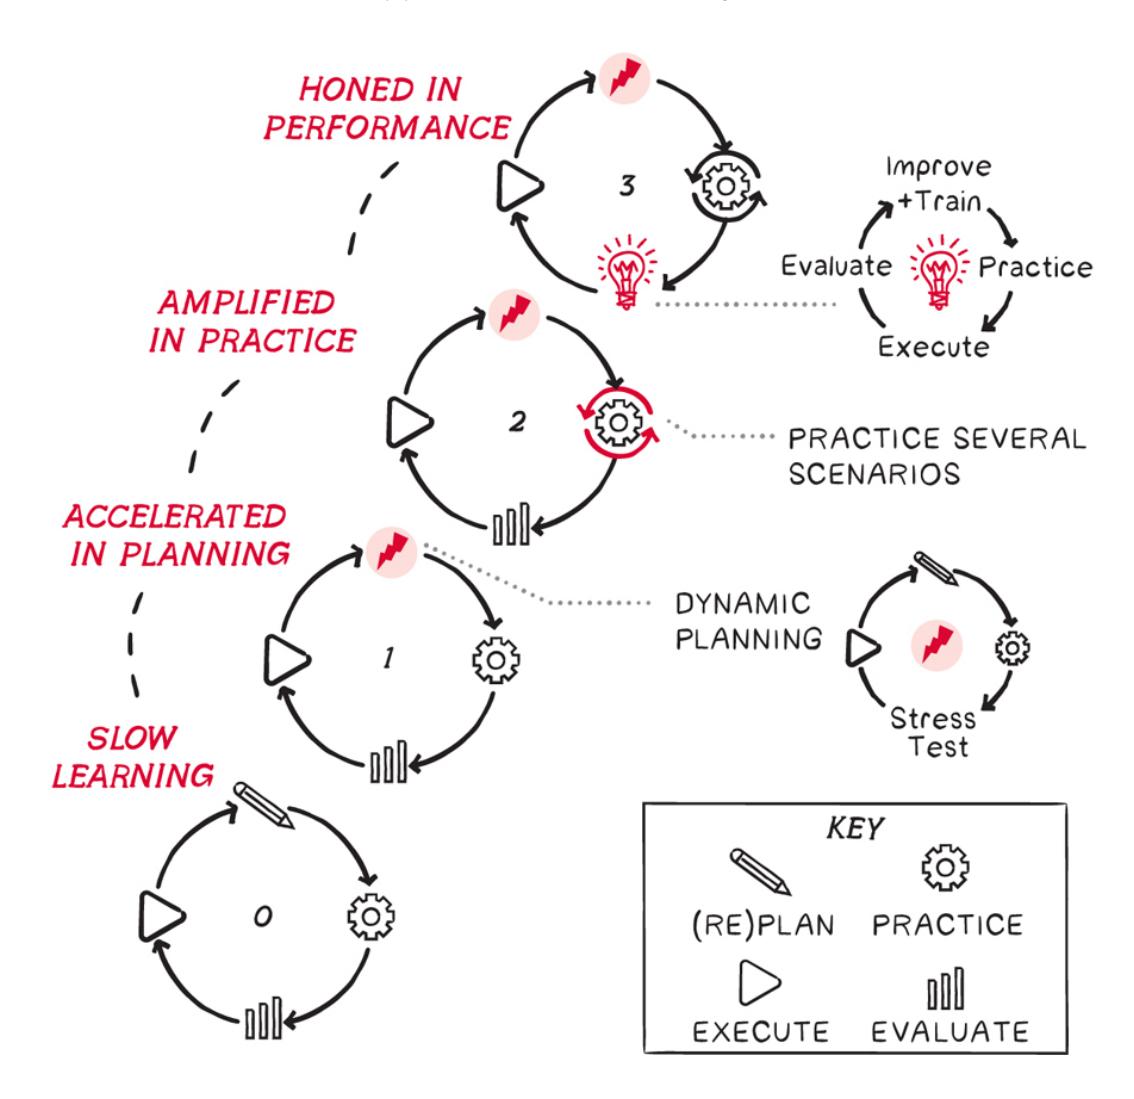 HONED IN
PERFORMANCE
3
Improve
+Train
Evaluate
Practice
Execute
AMPLIFIED
IN PRACTICE
2
PRACTICE SEVERAL
SCENARIOS
ACCELERATED
IN PLANNING
1
DYNAMIC
PLANNING
Stress
Test
SLOW
LEARNING
0
KEY
(RE)PLAN
PRACTICE
EXECUTE
EVALUATE